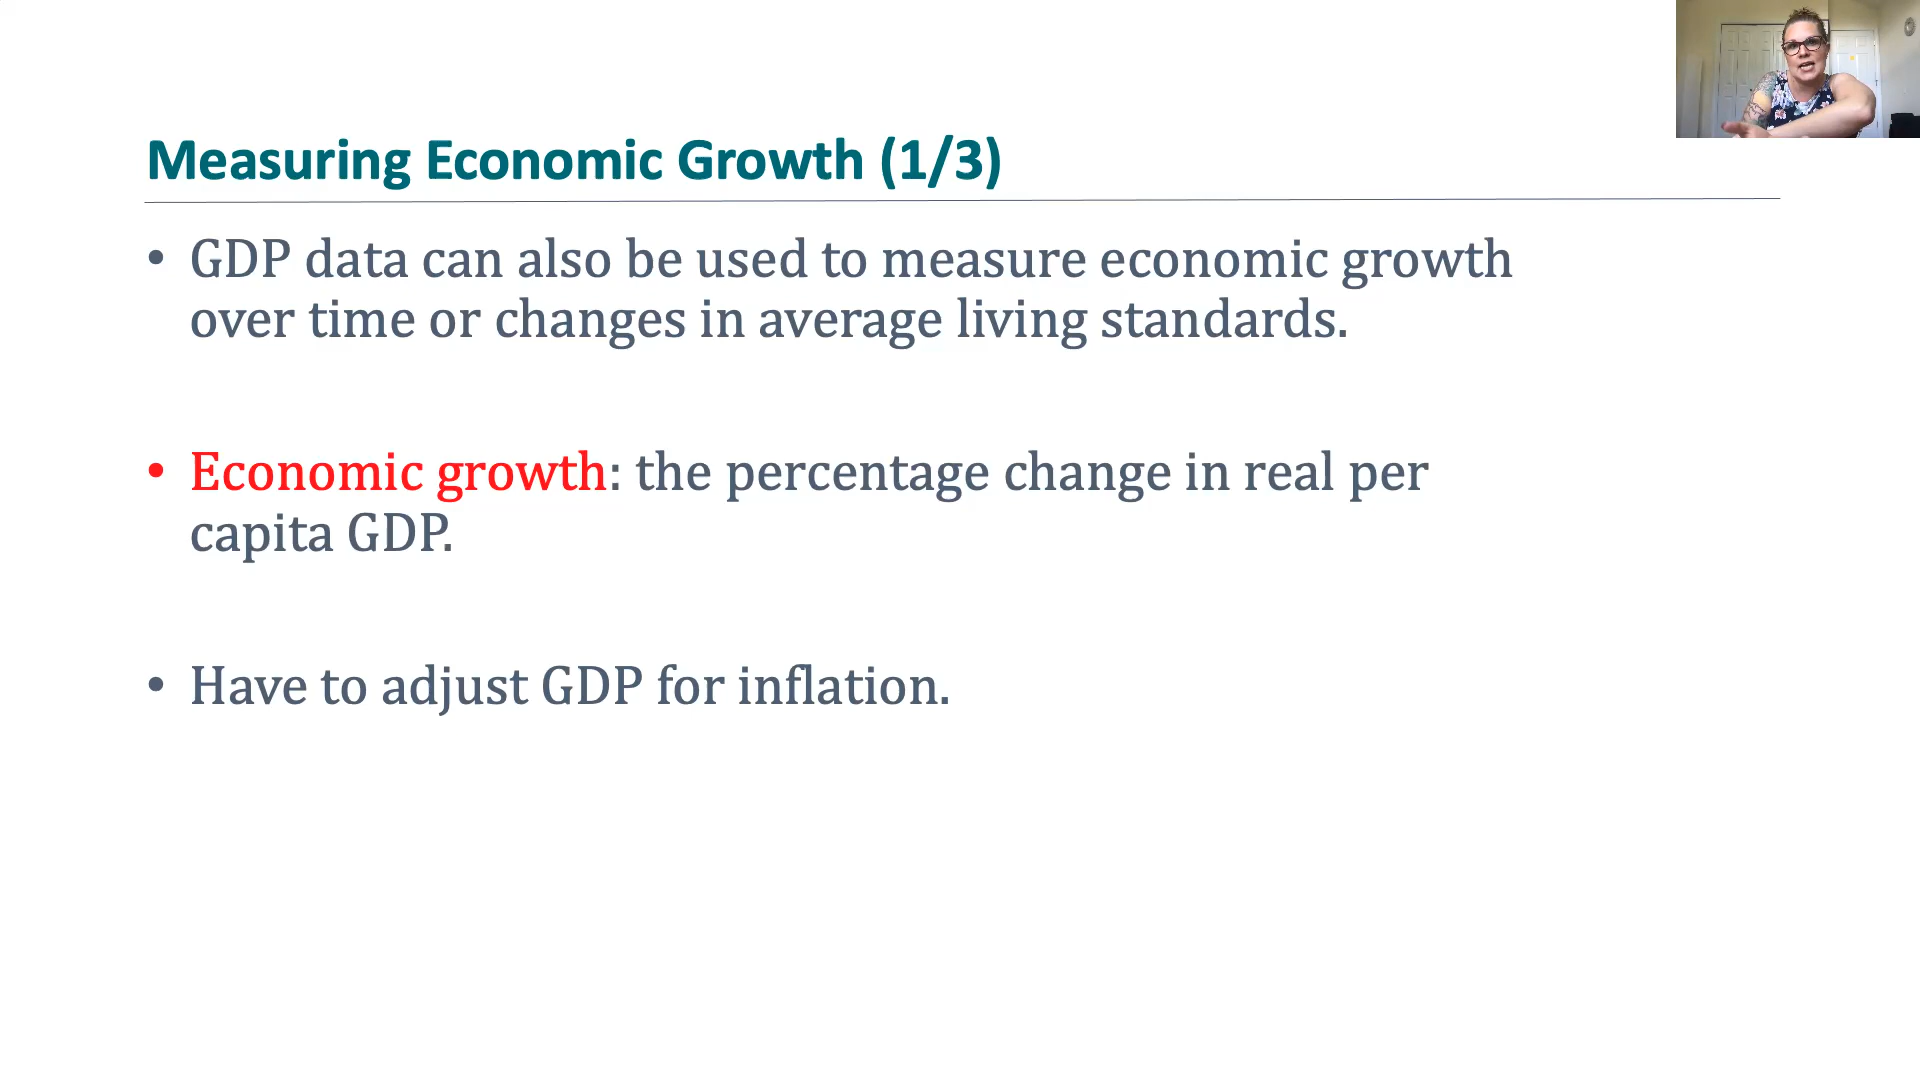 Measuring Economic Growth (1/3)
• GDP data can also be used to measure economic growth
over time or changes in average living standards.
• Economic growth: the percentage change in real per
capita GDP.
• Have to adjust GDP for inflation.